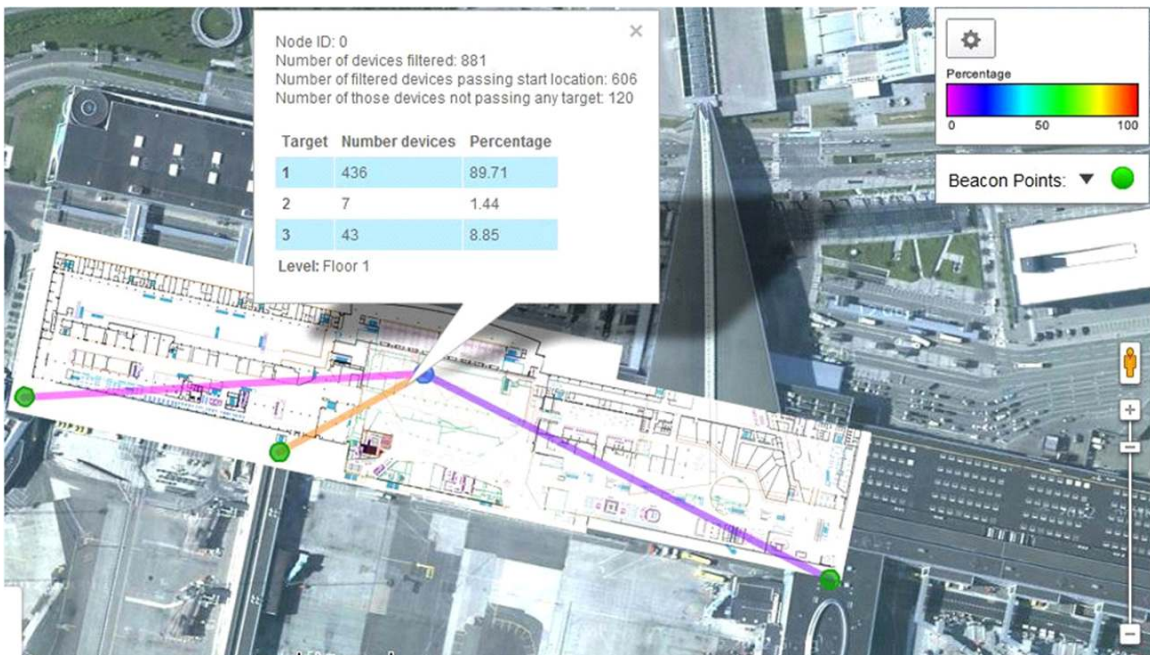 Node ID: 0
Number of devices filtered: 881
Number of filtered devices passing start location: 606
Number of those devices not passing any target: 120
Target Number devices Percentage
1 436 89.71
2 7 1.44
3 43 8.85
Level: Floor 1
Percentage
0 50 100
Beacon Points: